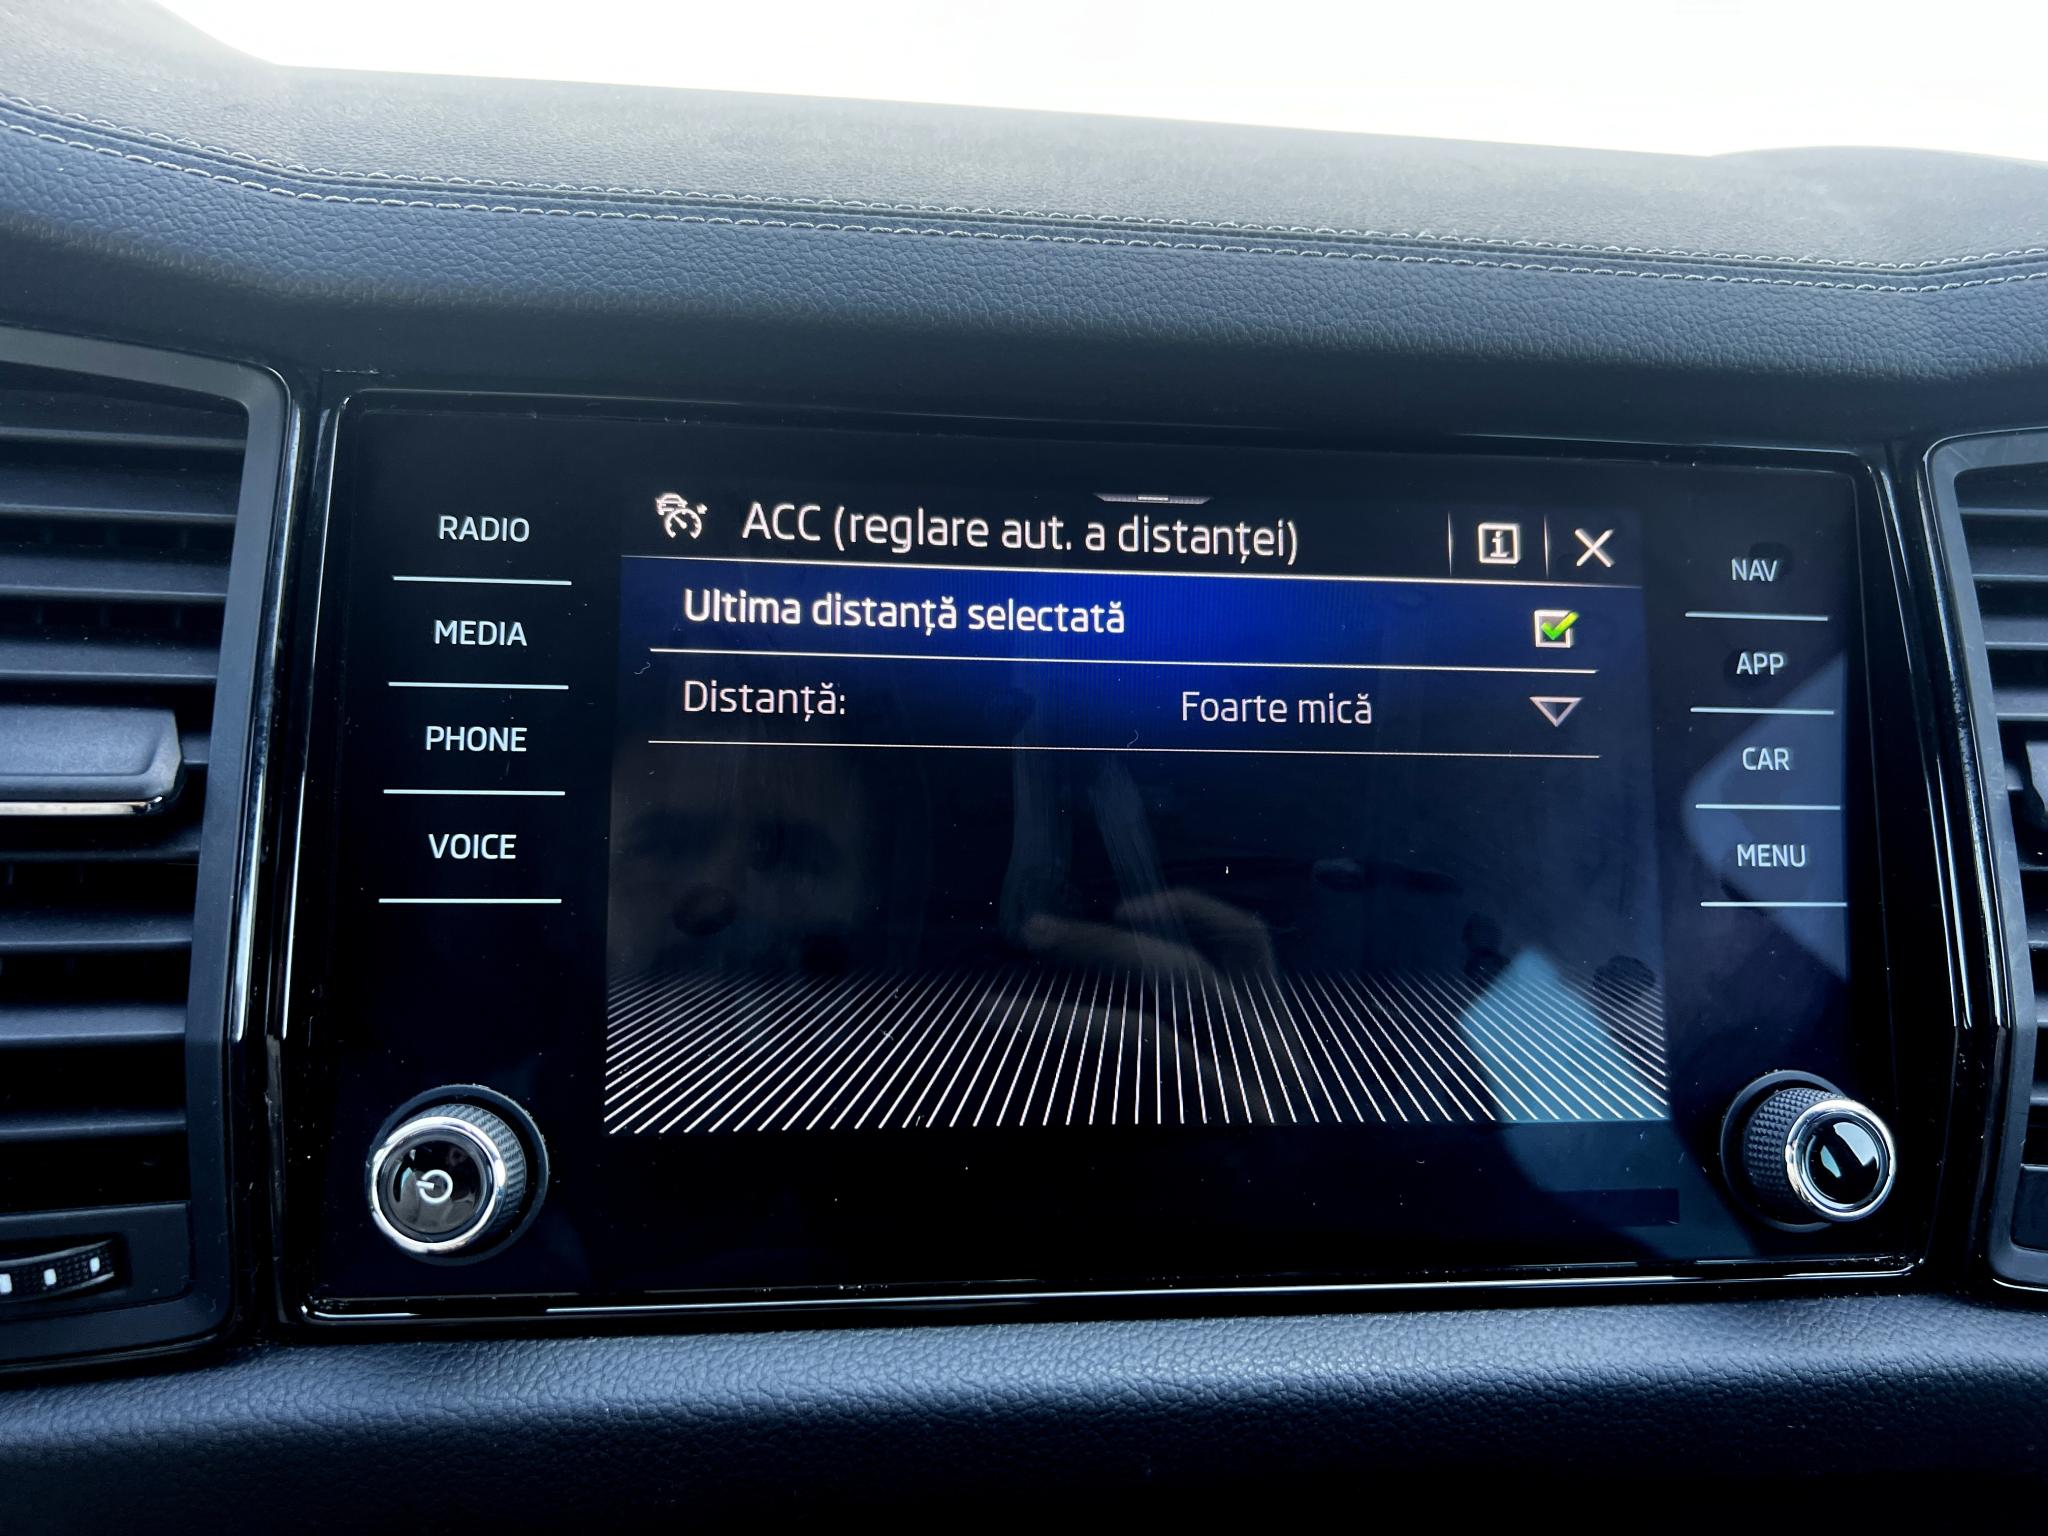 RADIO
MEDIA
PHONE
VOICE
ACC (reglare aut. a distanței)
Ultima distanță selectată
Distanță: Foarte mică
NAV
APP
CAR
MENU